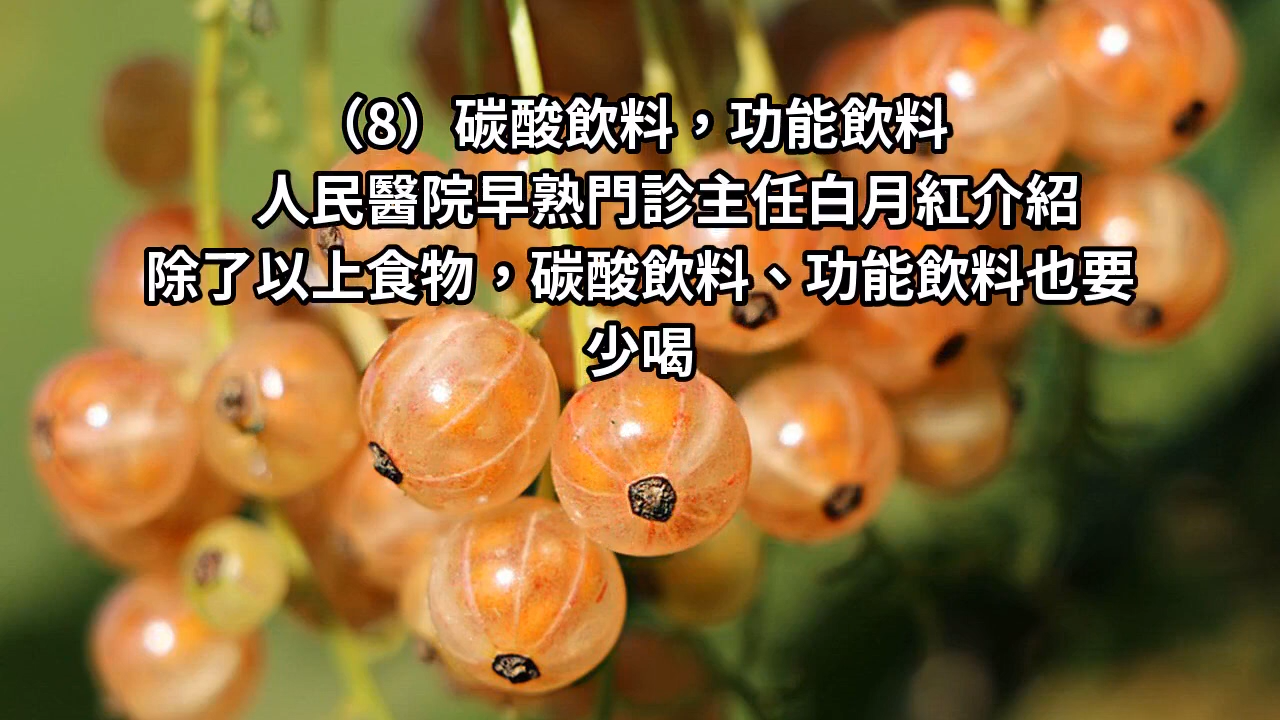 （8）碳酸飲料，功能飲料
人民醫院早熟門診主任白月紅介紹
除了以上食物，碳酸飲料、功能飲料也要
少喝